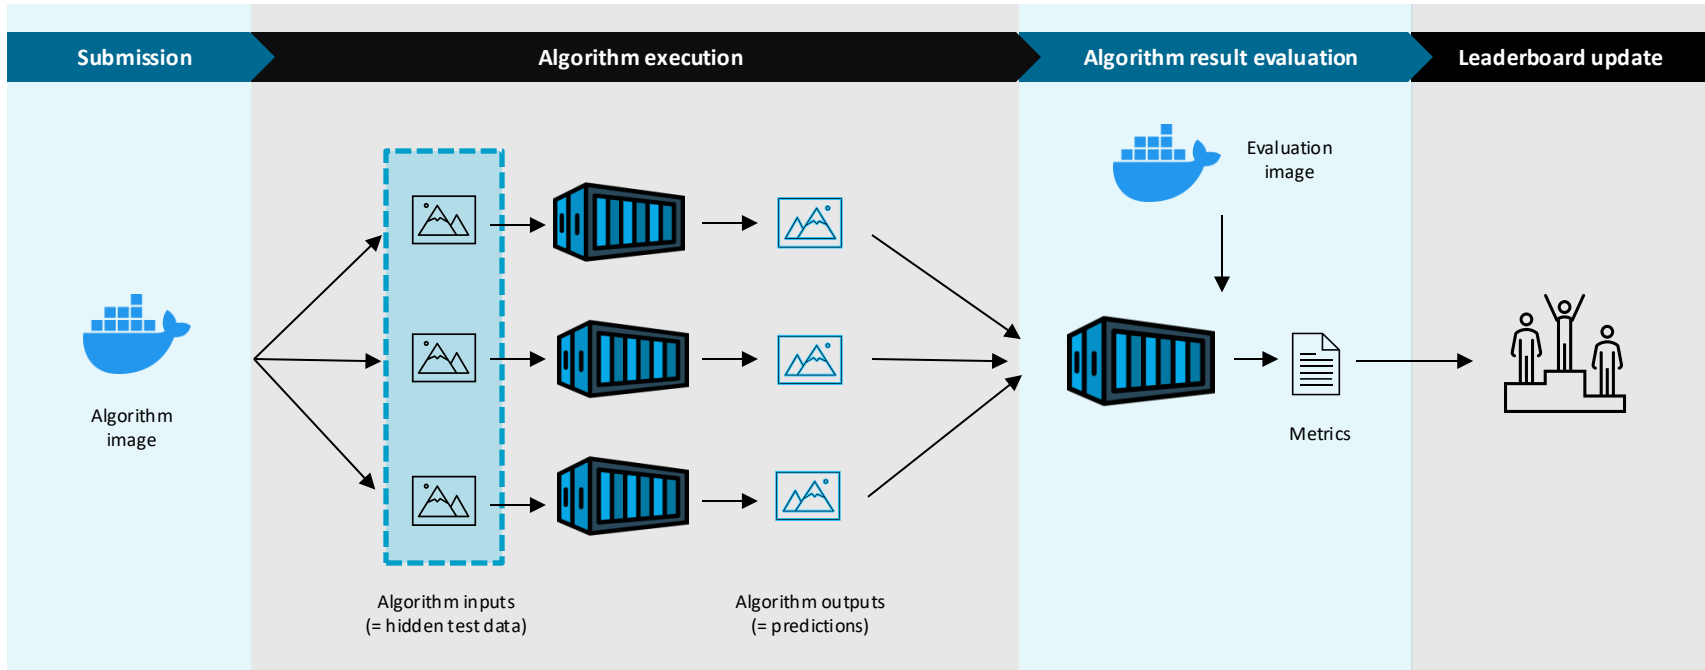 Submission
Algorithm execution
Algorithm result evaluation
Leaderboard update
Algorithm
image
Algorithm inputs
(= hidden test data)
Algorithm outputs
(= predictions)
Evaluation
image
Metrics